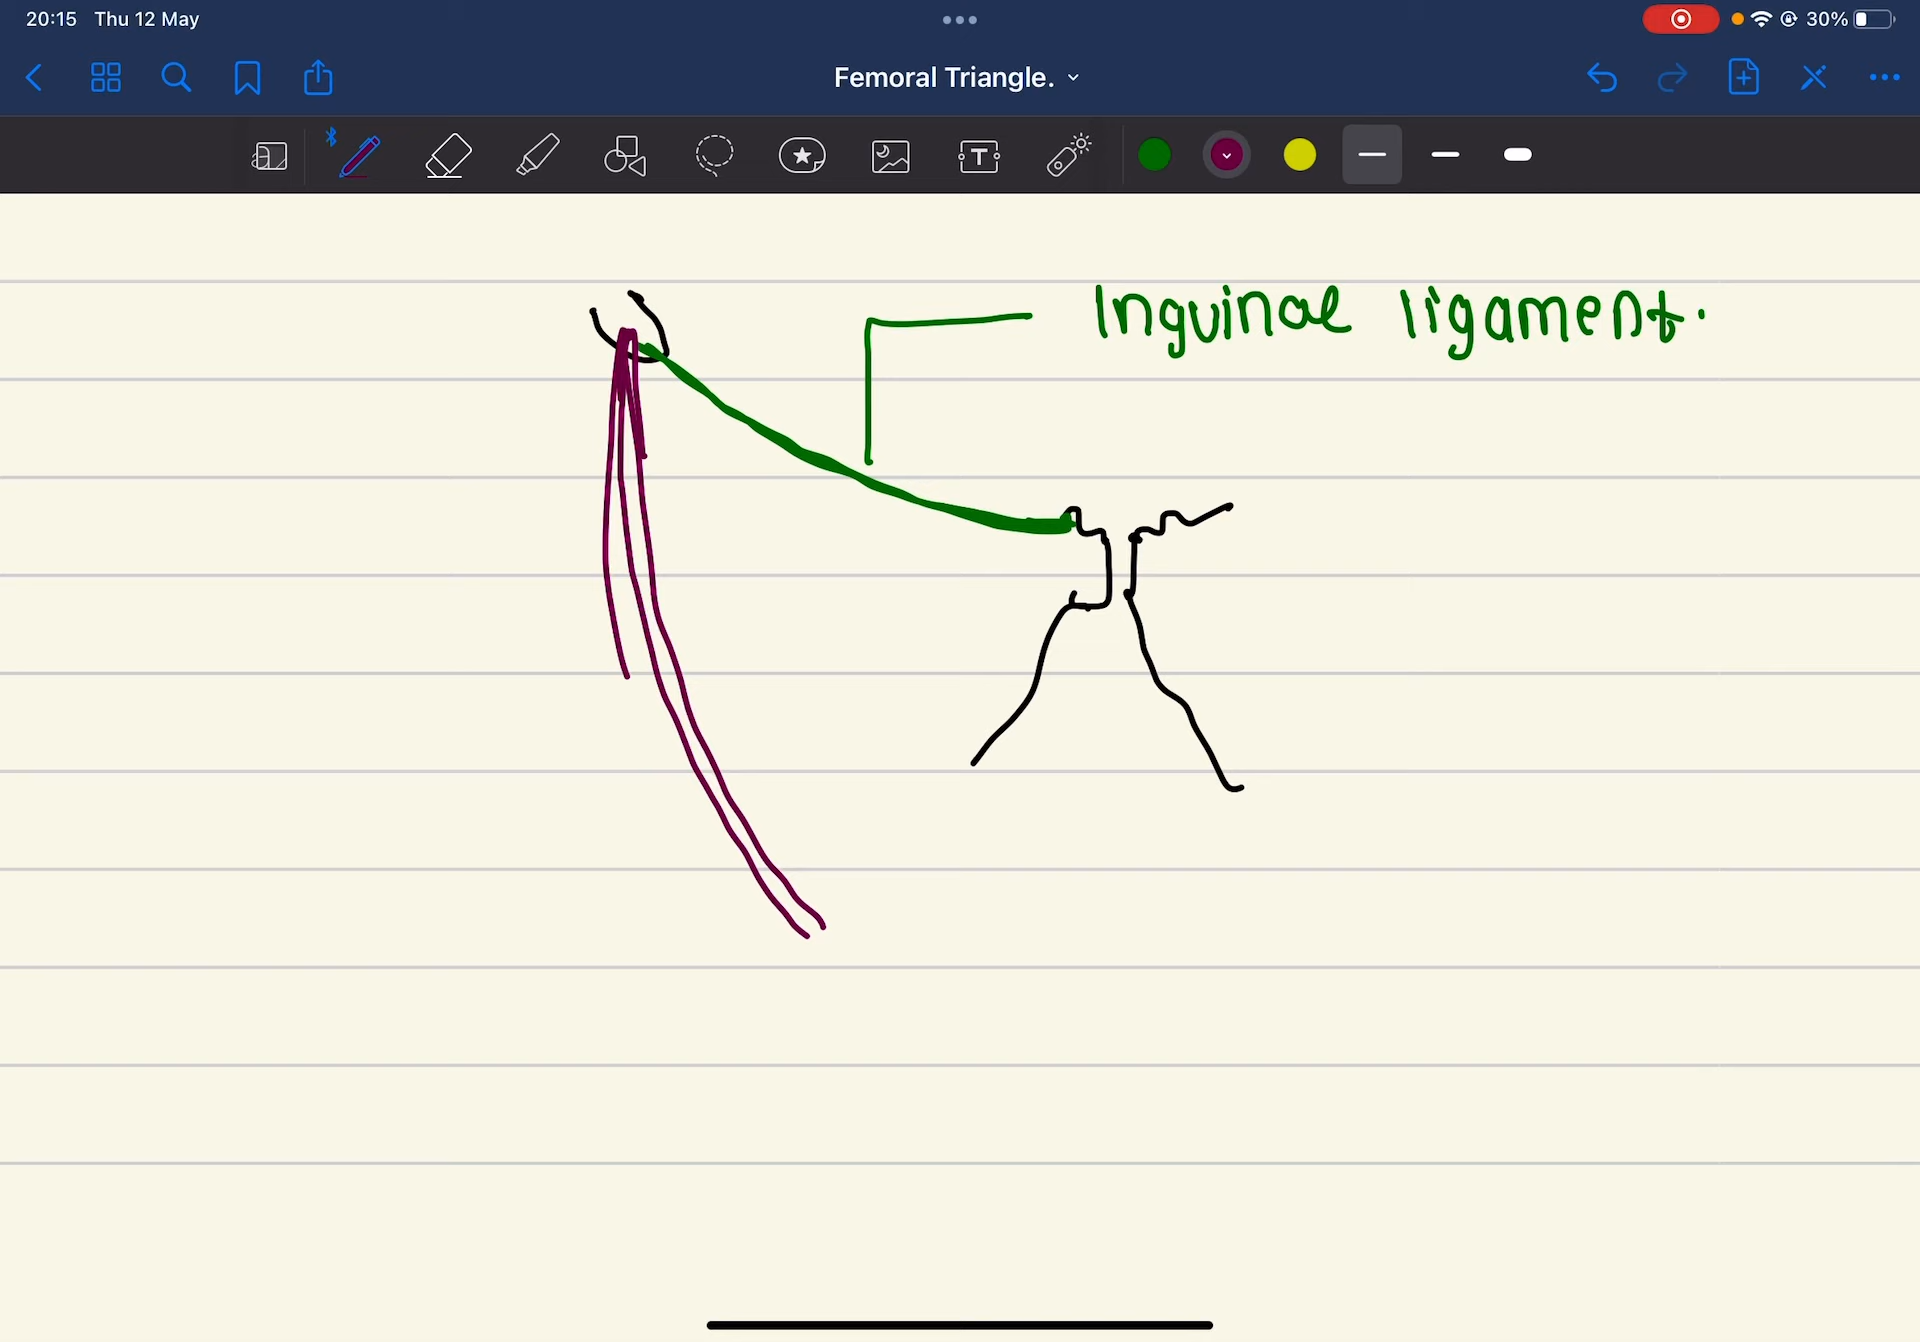 20:15 Thu 12 May
30%
Femoral Triangle.
T
Inguinal ligament.